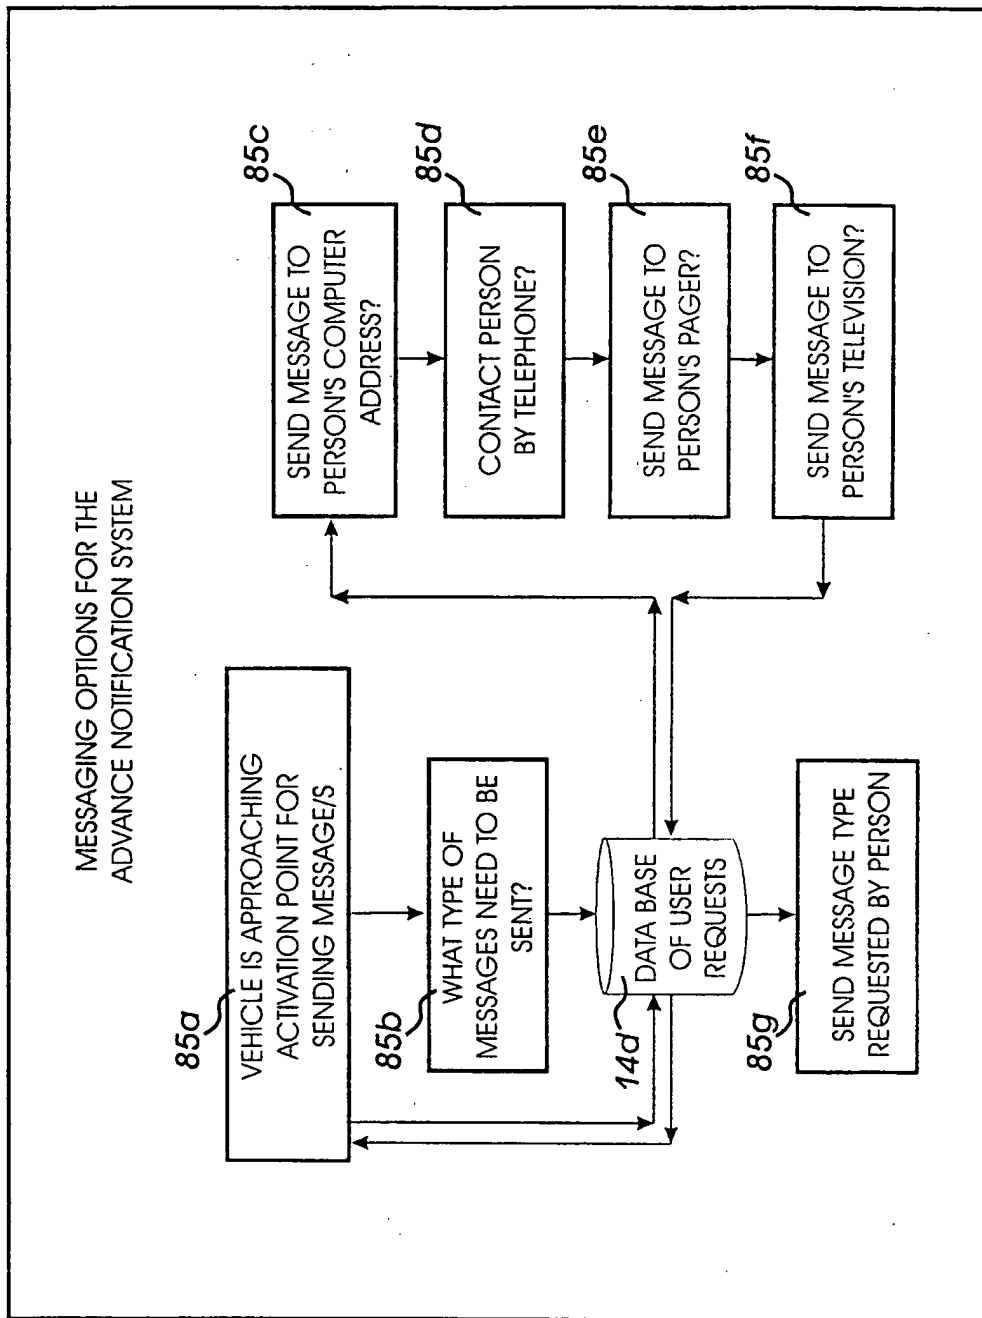 MESSAGING OPTIONS FOR THE
ADVANCE NOTIFICATION SYSTEM
85a
VEHICLE IS APPROACHING
ACTIVATION POINT FOR
SENDING MESSAGE/S
85b
WHAT TYPE OF
MESSAGES NEED TO BE
SENT?
14d
DATA BASE
OF USER
REQUESTS
85g
SEND MESSAGE TYPE
REQUESTED BY PERSON
85c
SEND MESSAGE TO
PERSON'S COMPUTER
ADDRESS?
85d
CONTACT PERSON
BY TELEPHONE?
85e
SEND MESSAGE TO
PERSON'S PAGER?
85f
SEND MESSAGE TO
PERSON'S TELEVISION?